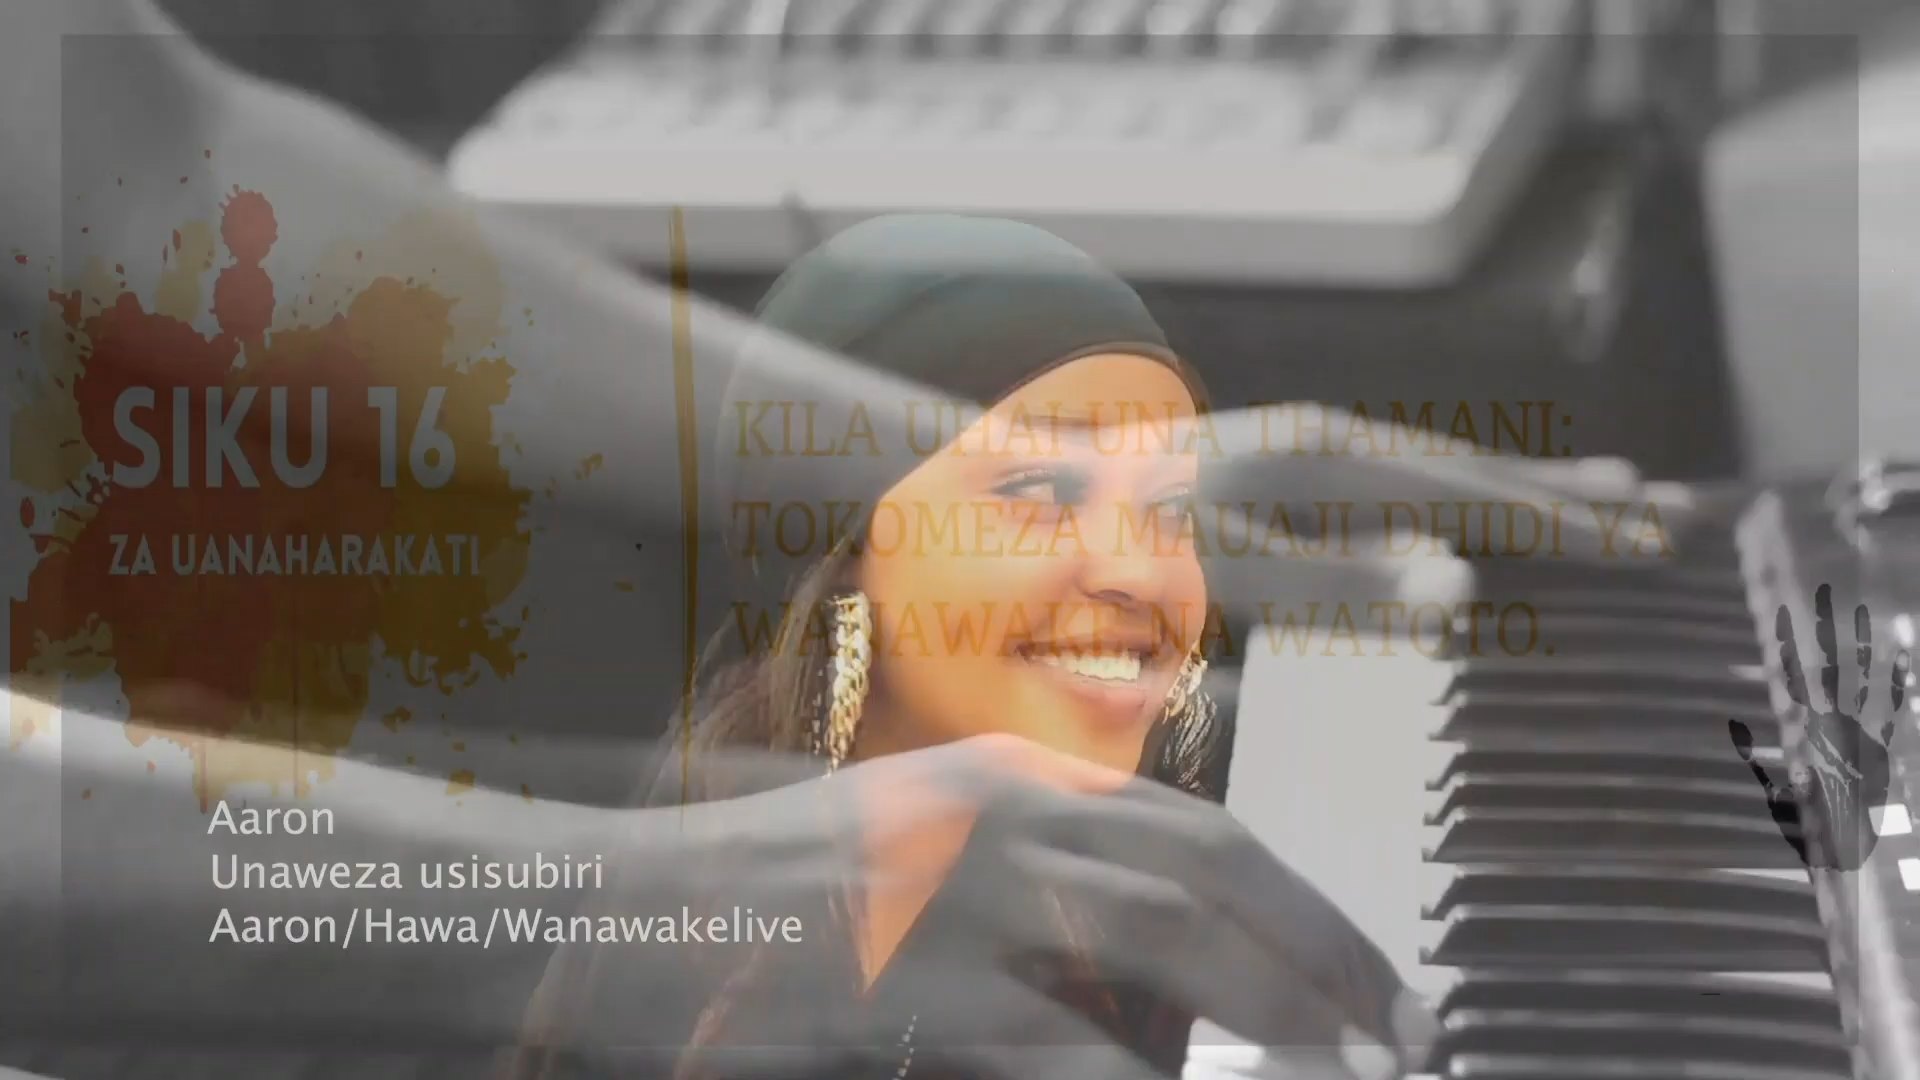 SIKU 16
ZA UANAHARAKATI
KILA UHAI UNA THAMANI:
TOKOMEZA MAUAJI DHIDI YA
WANAWAKE NA WATOTO.
Aaron
Unaweza usisubiri
Aaron/Hawa/Wanawakelive